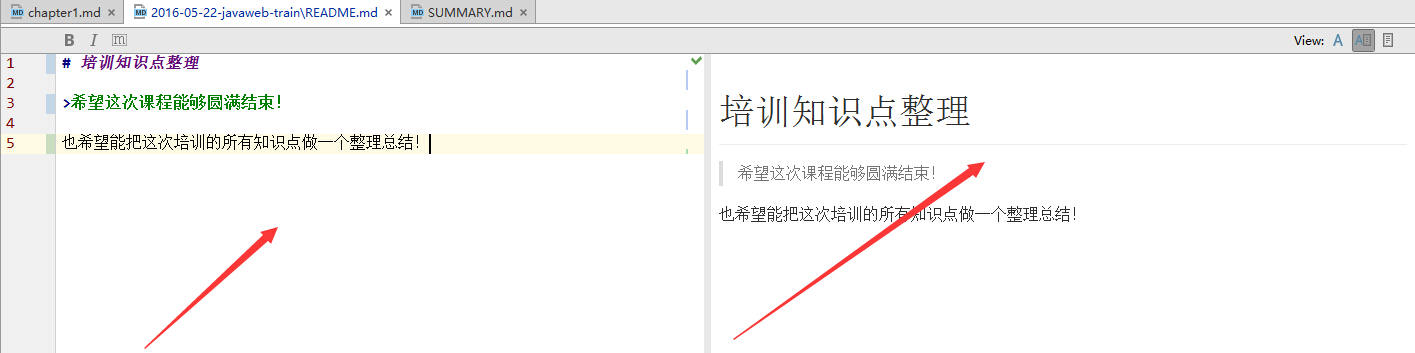 chapter1.md
2016-05-22-javaweb-train\README.md
SUMMARY.md
B I m
View: A A
1 # 培训知识点整理
2
3 >希望这次课程能够圆满结束!
4
5 也希望能把这次培训的所有知识点做一个整理总结!
培训知识点整理
希望这次课程能够圆满结束!
也希望能把这次培训的所有知识点做一个整理总结!